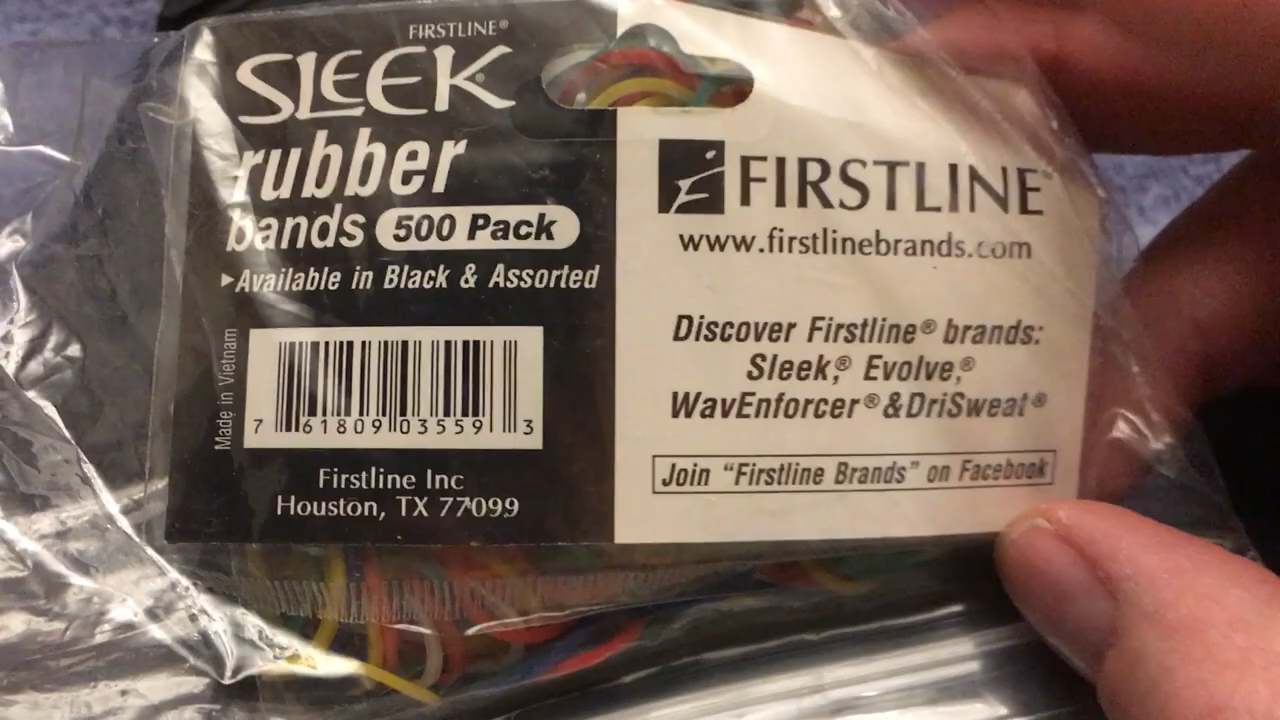 FIRSTLINE®
SLEEK®
rubber
bands 500 Pack
▸Available in Black & Assorted
Made in Vietnam
7 61809 03559 3
Firstline Inc
Houston, TX 77099
FIRSTLINE®
www.firstlinebrands.com
Discover Firstline® brands:
Sleek,® Evolve,®
WavEnforcer® & DriSweat®
Join “Firstline Brands” on Facebook